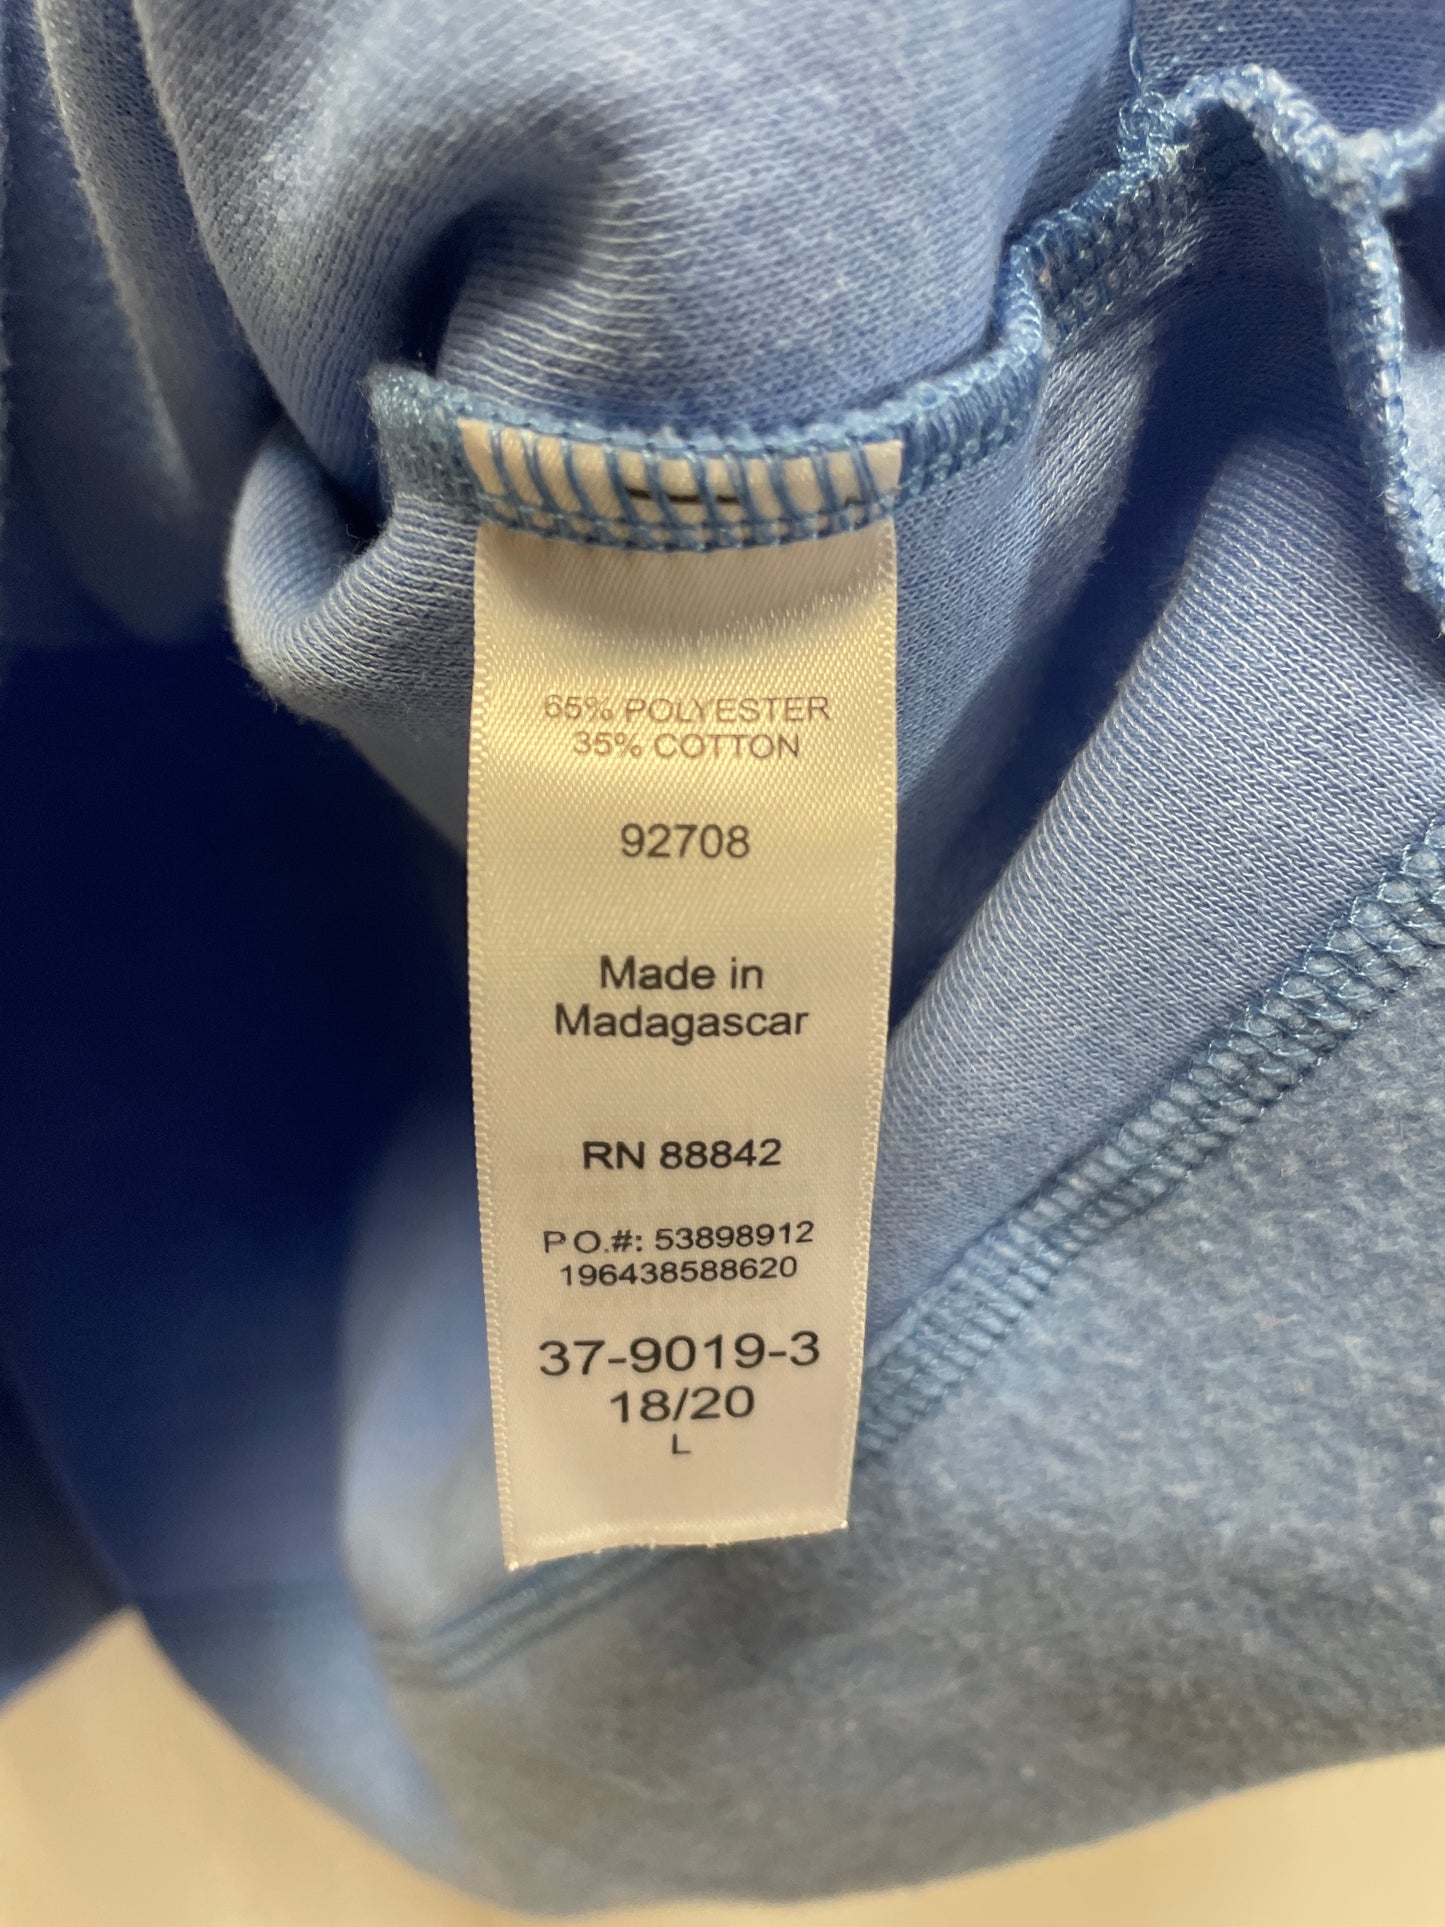 65% POLYESTER
35% COTTON
92708
Made in
Madagascar
RN 88842
P O.#: 53898912
196438588620
37-9019-3
18/20
L